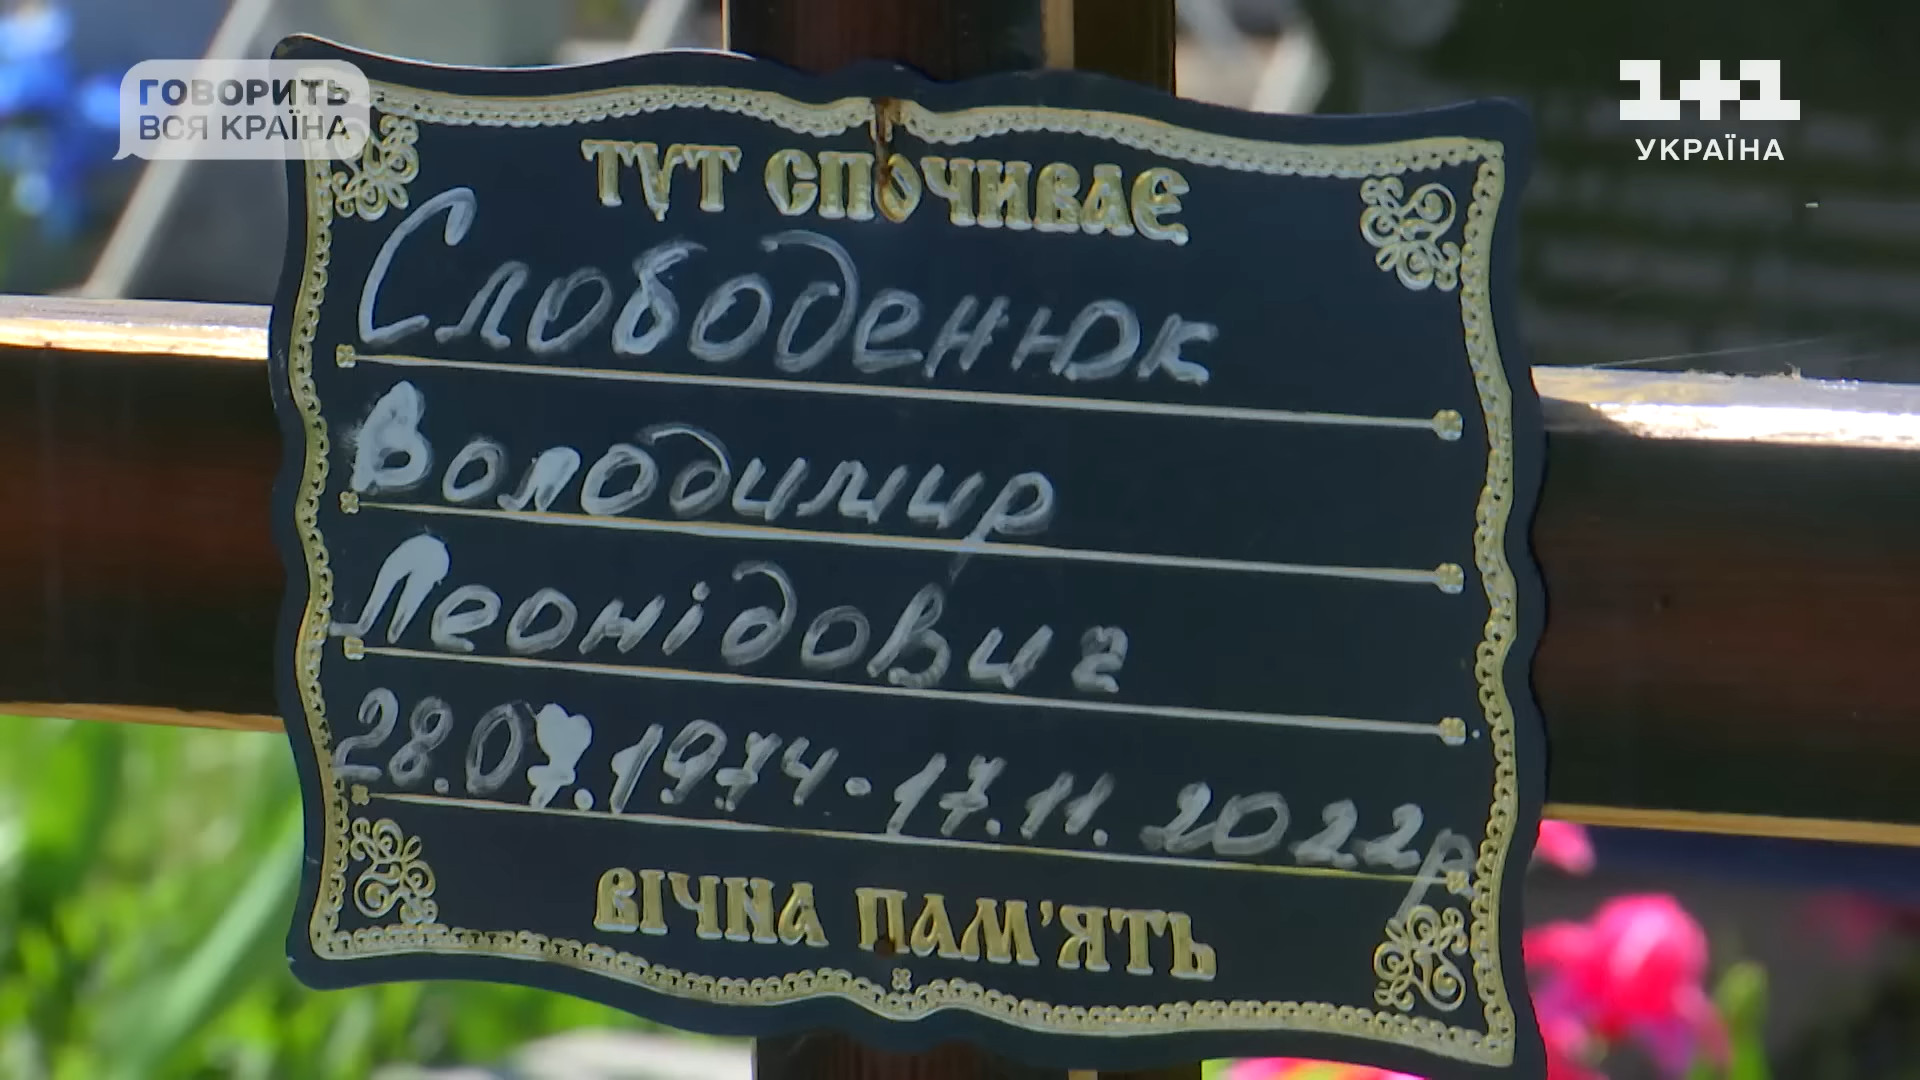 ГОВОРИТЬ
ВСЯ КРАЇНА
1+1
УКРАЇНА
ТУТ СПОЧИВАЄ
Слободенюк
Володимир
Леонідович
28.07.1974-17.11.2022р
ВІЧНА ПАМ'ЯТЬ